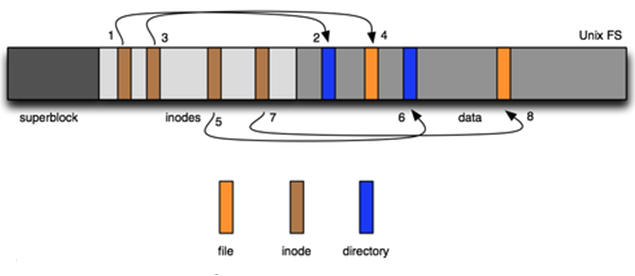 1 3 2 4 Unix FS
superblock inodes 5 7 6 data 8
file inode directory